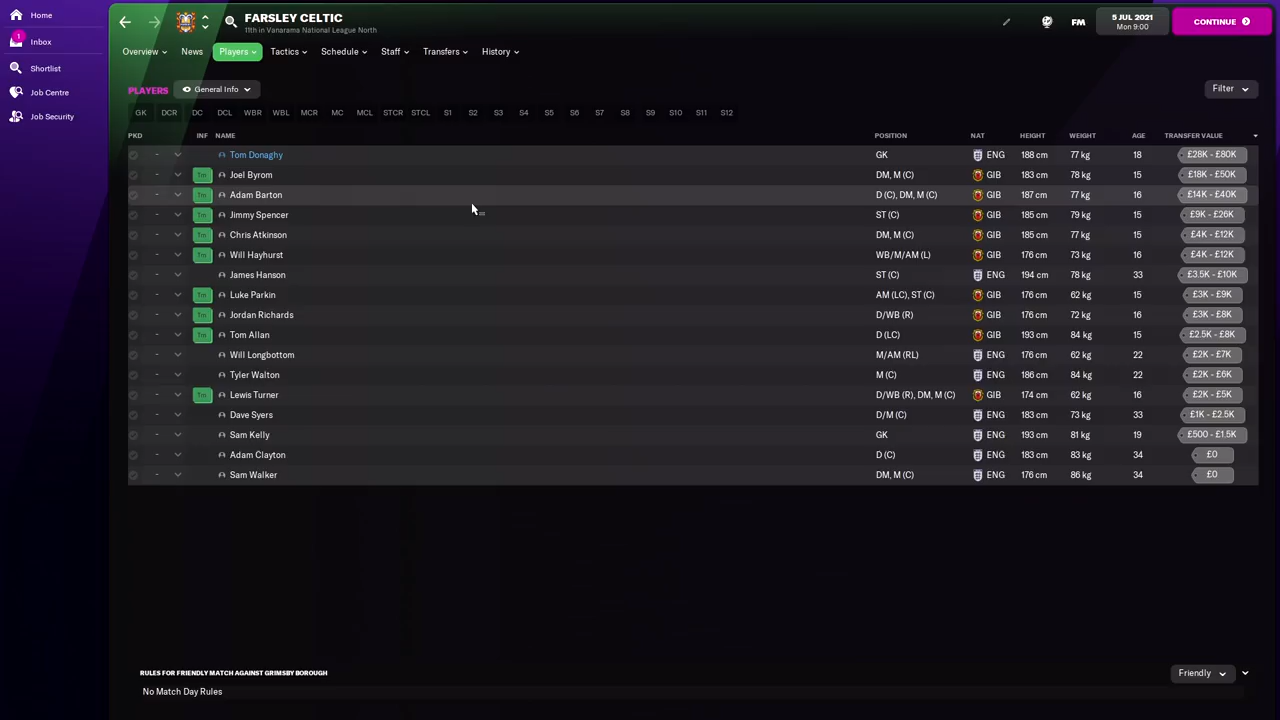 Home
1
Inbox
Shortlist
Job Centre
Job Security
FARSLEY CELTIC
11th in Vanarama National League North
FM
5 JUL 2021
Mon 9:00
CONTINUE
Overview
News
Players
Tactics
Schedule
Staff
Transfers
History
PLAYERS
General Info
Filter
GK DCR DC DCL WBR WBL MCR MC MCL STCR STCL S1 S2 S3 S4 S5 S6 S7 S8 S9 S10 S11 S12
PKD INF NAME POSITION NAT HEIGHT WEIGHT AGE TRANSFER VALUE
- Tom Donaghy GK ENG 188 cm 77 kg 18 £28K - £80K
- Tm Joel Byrom DM, M (C) GIB 183 cm 78 kg 15 £18K - £50K
- Tm Adam Barton D (C), DM, M (C) GIB 187 cm 77 kg 16 £14K - £40K
- Tm Jimmy Spencer ST (C) GIB 185 cm 79 kg 15 £9K - £26K
- Tm Chris Atkinson DM, M (C) GIB 185 cm 77 kg 15 £4K - £12K
- Tm Will Hayhurst WB/M/AM (L) GIB 176 cm 73 kg 16 £4K - £12K
- James Hanson ST (C) ENG 194 cm 78 kg 33 £3.5K - £10K
- Tm Luke Parkin AM (LC), ST (C) GIB 176 cm 62 kg 15 £3K - £9K
- Tm Jordan Richards D/WB (R) GIB 176 cm 72 kg 16 £3K - £8K
- Tm Tom Allan D (LC) GIB 193 cm 84 kg 15 £2.5K - £8K
- Will Longbottom M/AM (RL) ENG 176 cm 62 kg 22 £2K - £7K
- Tyler Walton M (C) ENG 186 cm 84 kg 22 £2K - £6K
- Tm Lewis Turner D/WB (R), DM, M (C) GIB 174 cm 62 kg 16 £2K - £5K
- Dave Syers D/M (C) ENG 183 cm 73 kg 33 £1K - £2.5K
- Sam Kelly GK ENG 193 cm 81 kg 19 £500 - £1.5K
- Adam Clayton D (C) ENG 183 cm 83 kg 34 £0
- Sam Walker DM, M (C) ENG 176 cm 86 kg 34 £0
RULES FOR FRIENDLY MATCH AGAINST GRIMSBY BOROUGH
Friendly
No Match Day Rules